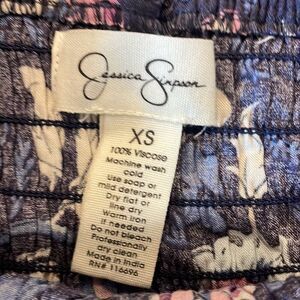 Jessica Simpson
XS
100% VISCOSE
Machine wash
cold
Use soap or
mild detergent
Dry flat or
line dry
Warm iron
if needed
Do not bleach
Professionally
dry clean
Made in India
RN# 116696